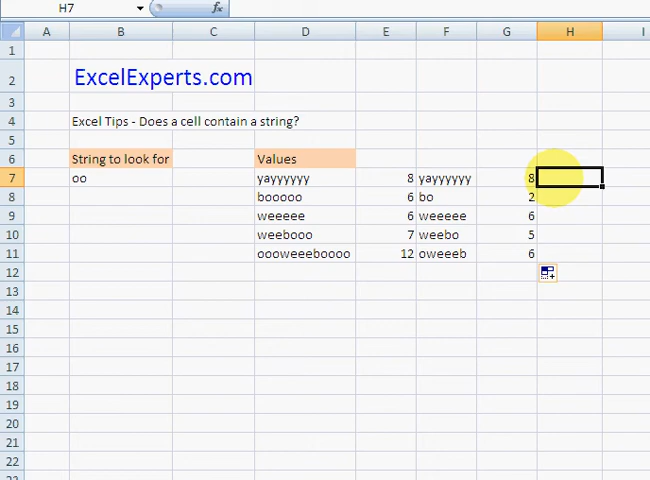 H7 fx
A B C D E F G H I
1
2 ExcelExperts.com
3
4 Excel Tips - Does a cell contain a string?
5
6 String to look for Values
7 oo yayyyyyy 8 yayyyyyy 8
8 booooo 6 bo 2
9 weeeee 6 weeeee 6
10 weebooo 7 weebo 5
11 oooweeeboooo 12 oweeeb 6
12
13
14
15
16
17
18
19
20
21
22
23